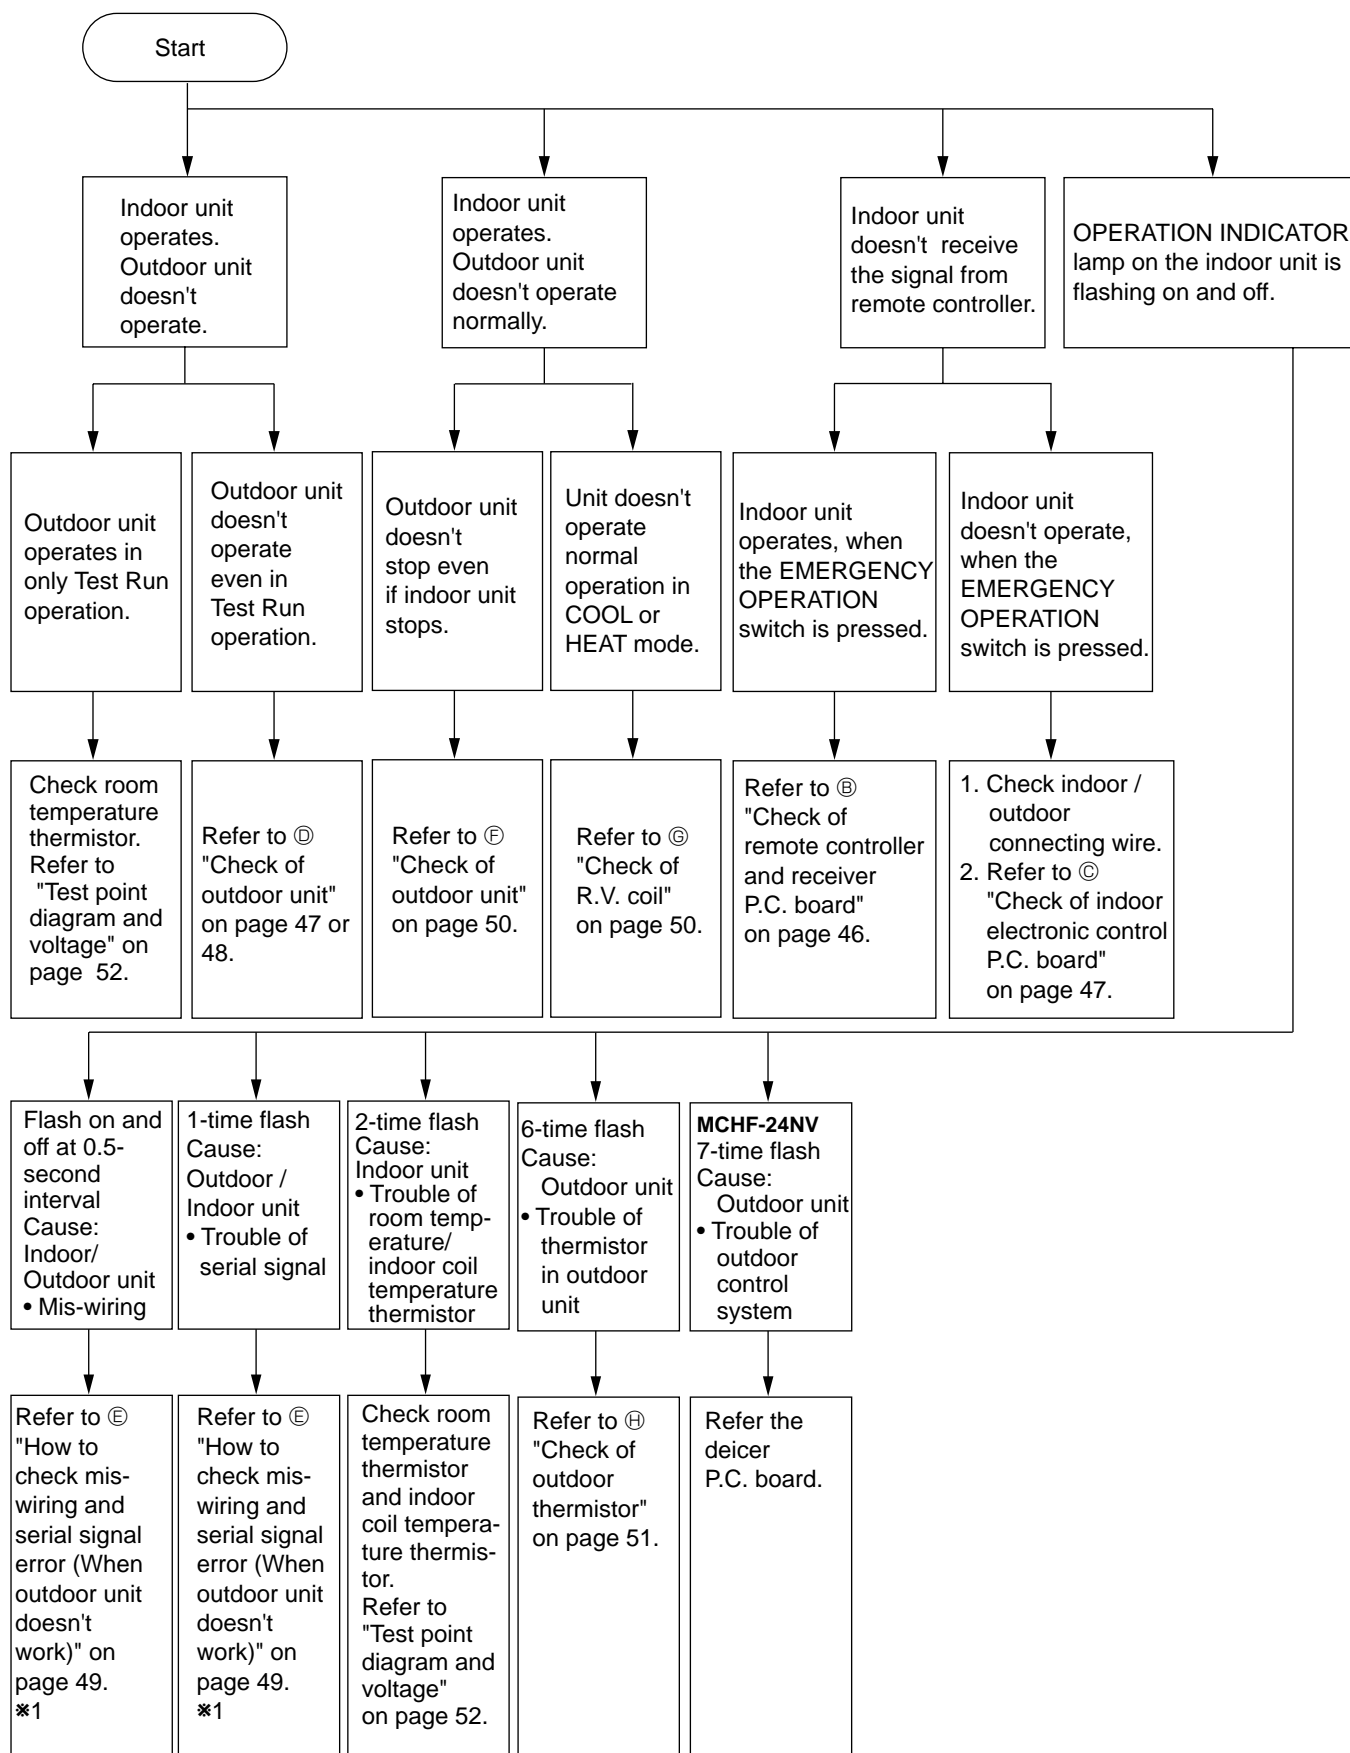 Start
Indoor unit
operates.
Outdoor unit
doesn't
operate.
Indoor unit
operates.
Outdoor unit
doesn't operate
normally.
Indoor unit
doesn't receive
the signal from
remote controller.
OPERATION INDICATOR
lamp on the indoor unit is
flashing on and off.
Outdoor unit
operates in
only Test Run
operation.
Outdoor unit
doesn't
operate
even in
Test Run
operation.
Outdoor unit
doesn't
stop even
if indoor unit
stops.
Unit doesn't
operate
normal
operation in
COOL or
HEAT mode.
Indoor unit
operates, when
the EMERGENCY
OPERATION
switch is pressed.
Indoor unit
doesn't operate,
when the
EMERGENCY
OPERATION
switch is pressed.
Check room
temperature
thermistor.
Refer to
"Test point
diagram and
voltage" on
page 52.
Refer to Ⓓ
"Check of
outdoor unit"
on page 47 or
48.
Refer to Ⓕ
"Check of
outdoor unit"
on page 50.
Refer to Ⓖ
"Check of
R.V. coil"
on page 50.
Refer to Ⓑ
"Check of
remote controller
and receiver
P.C. board"
on page 46.
1. Check indoor /
outdoor
connecting wire.
2. Refer to Ⓒ
"Check of indoor
electronic control
P.C. board"
on page 47.
Flash on and
off at 0.5-
second
interval
Cause:
Indoor/
Outdoor unit
• Mis-wiring
1-time flash
Cause:
Outdoor /
Indoor unit
• Trouble of
serial signal
2-time flash
Cause:
Indoor unit
• Trouble of
room temp-
erature/
indoor coil
temperature
thermistor
6-time flash
Cause:
Outdoor unit
• Trouble of
thermistor
in outdoor
unit
MCHF-24NV
7-time flash
Cause:
Outdoor unit
• Trouble of
outdoor
control
system
Refer to Ⓔ
"How to
check mis-
wiring and
serial signal
error (When
outdoor unit
doesn't
work)" on
page 49.
※1
Refer to Ⓔ
"How to
check mis-
wiring and
serial signal
error (When
outdoor unit
doesn't
work)" on
page 49.
※1
Check room
temperature
thermistor
and indoor
coil tempera-
ture thermis-
tor.
Refer to
"Test point
diagram and
voltage"
on page 52.
Refer to Ⓗ
"Check of
outdoor
thermistor"
on page 51.
Refer the
deicer
P.C. board.